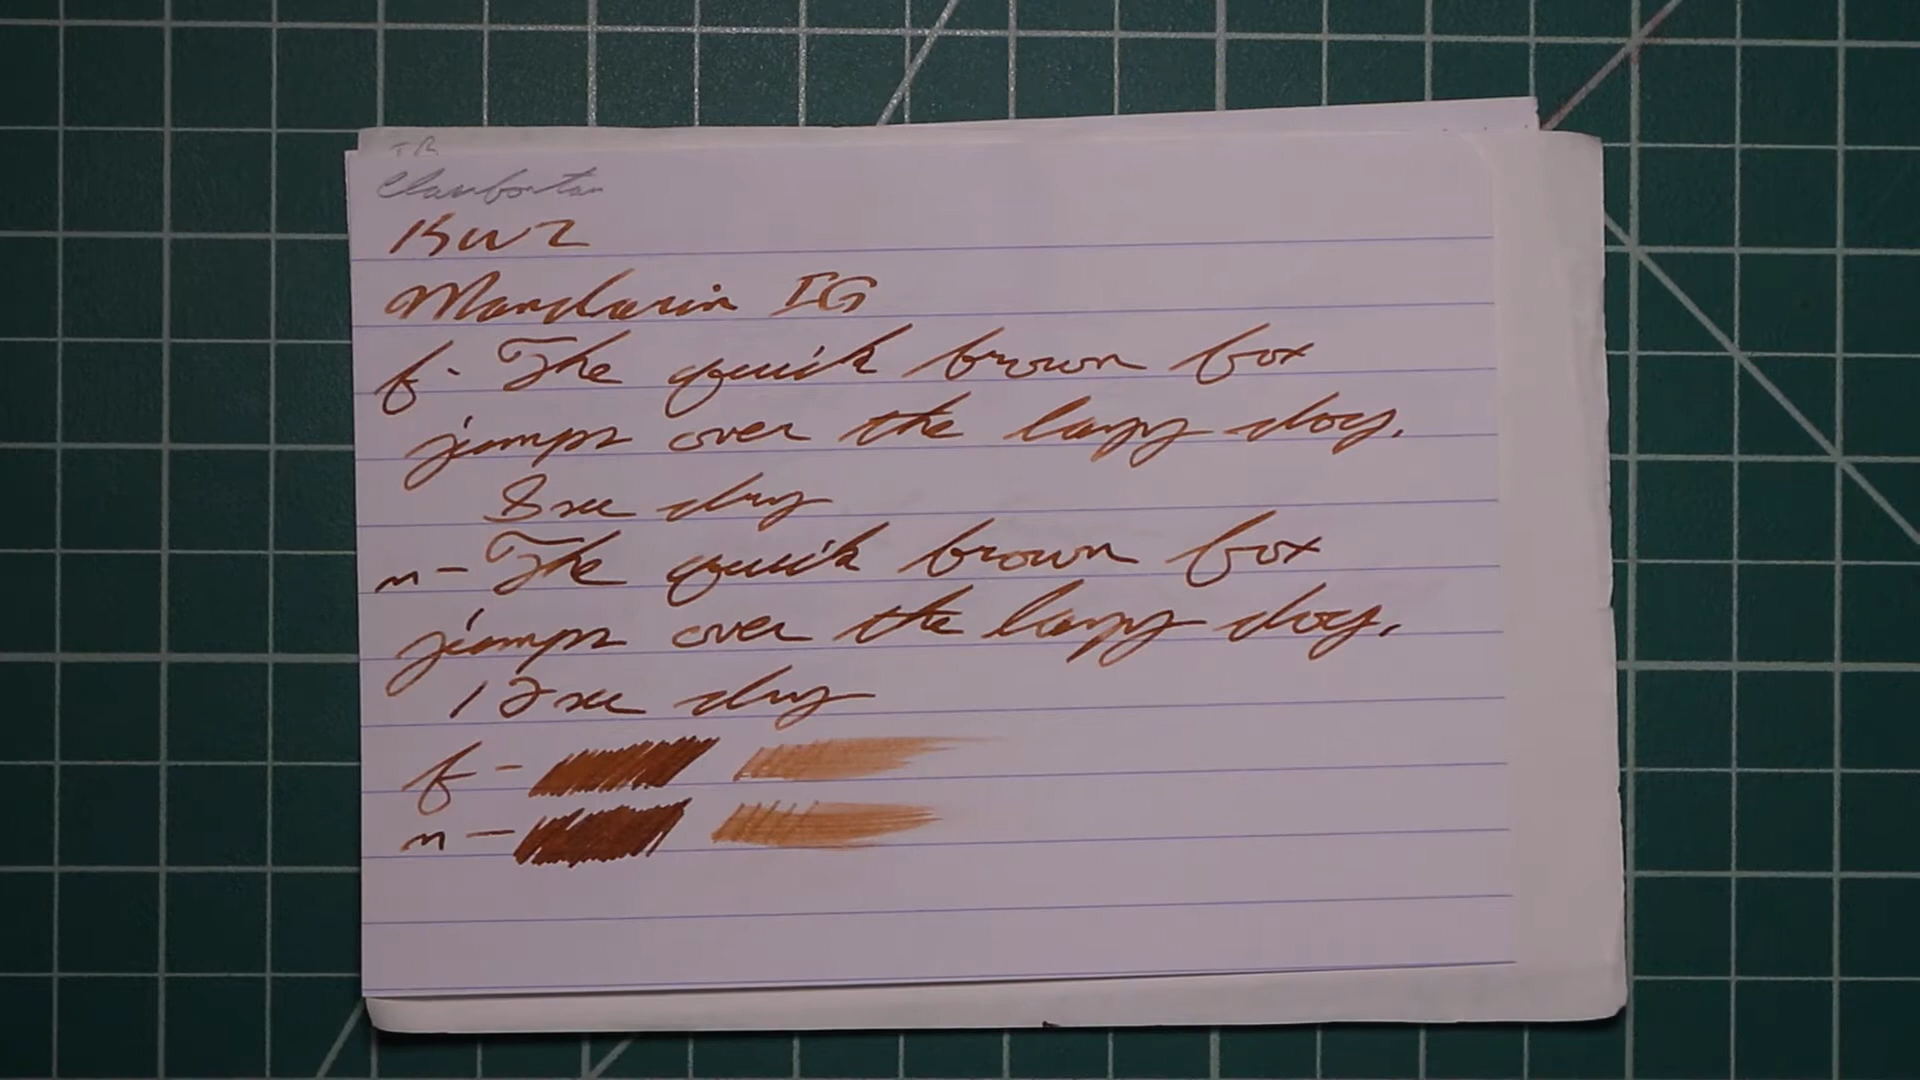 KWZ
Mandarin IG
f- The quick brown fox
jumps over the lazy dog.
8 sec dry
m- The quick brown fox
jumps over the lazy dog.
12 sec dry
f-
m-